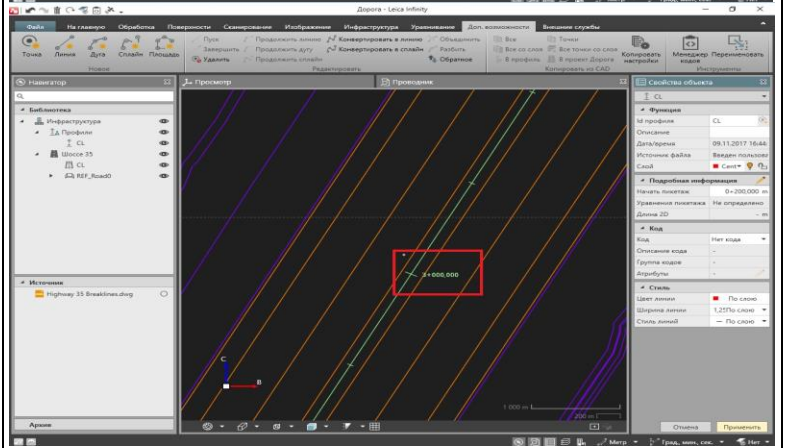 Дорога - Leica Infinity
Файл На главную Обработка Поверхности Сканирование Изображение Инфраструктура Уравнивание Доп. возможности Внешние службы
Точка Линия Дуга Сплайн Площадь
Новое
Пуск Продолжить линию Конвертировать в линию Объединить
Завершить Продолжить дугу Конвертировать в сплайн Разбить
Удалить Продолжить сплайн Обратное
Редактировать
Все Точки
Все со слоя Все точки со слоя
В профиль В проект Дорога
Копировать настройки
Копировать из CAD
Менеджер кодов Переименовать
Инструменты
Навигатор
Библиотека
Инфраструктура
Профили
CL
Шоссе 35
CL
REF_Road0
Источник
Highway 35 Breaklines.dwg
Архив
Просмотр Проводник
3+000,000
С
В
1 000 m
200 m
Свойства объекта
CL
Функция
Id профиля CL
Описание
Дата/время 09.11.2017 16:44:
Источник файла Введен пользоват
Слой Cent
Подробная информация
Начать пикетаж 0+200,000 m
Уравнения пикетажа Не определено
Длина 2D - m
Код
Код Нет кода
Описание кода -
Группа кодов -
Атрибуты -
Стиль
Цвет линии По слою
Ширина линии 1,25По слою
Стиль линий По слою
Отмена Применить
Метр Град, мин, сек. Нет